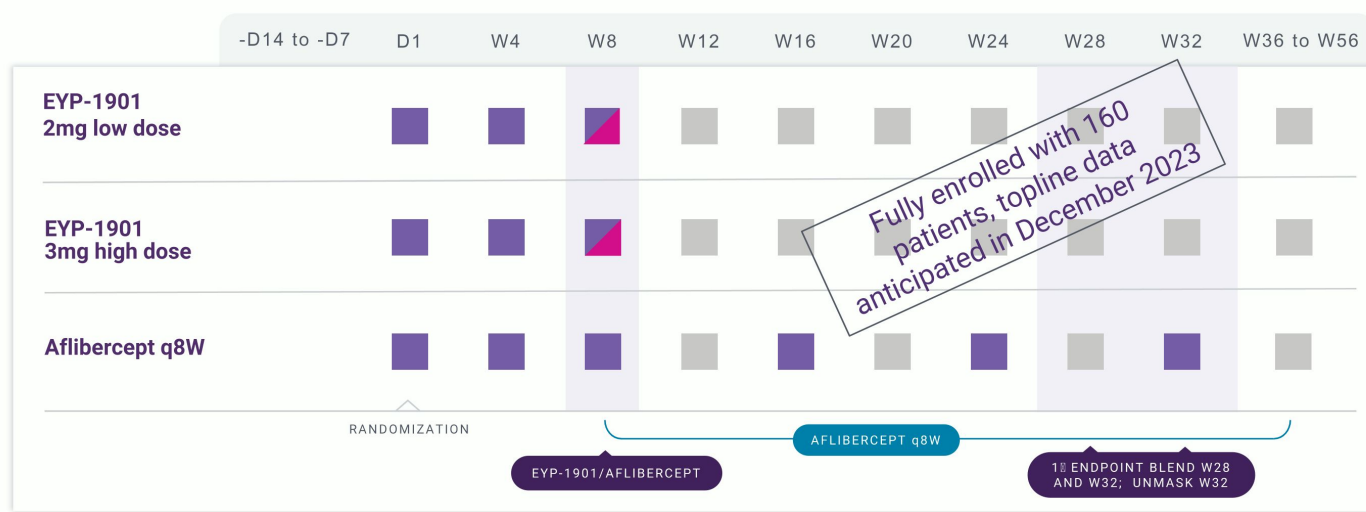 -D14 to -D7 D1 W4 W8 W12 W16 W20 W24 W28 W32 W36 to W56
EYP-1901
2mg low dose
EYP-1901
3mg high dose
Aflibercept q8W
Fully enrolled with 160
patients, topline data
anticipated in December 2023
RANDOMIZATION
AFLIBERCEPT q8W
EYP-1901/AFLIBERCEPT
1 ENDPOINT BLEND W28
AND W32; UNMASK W32